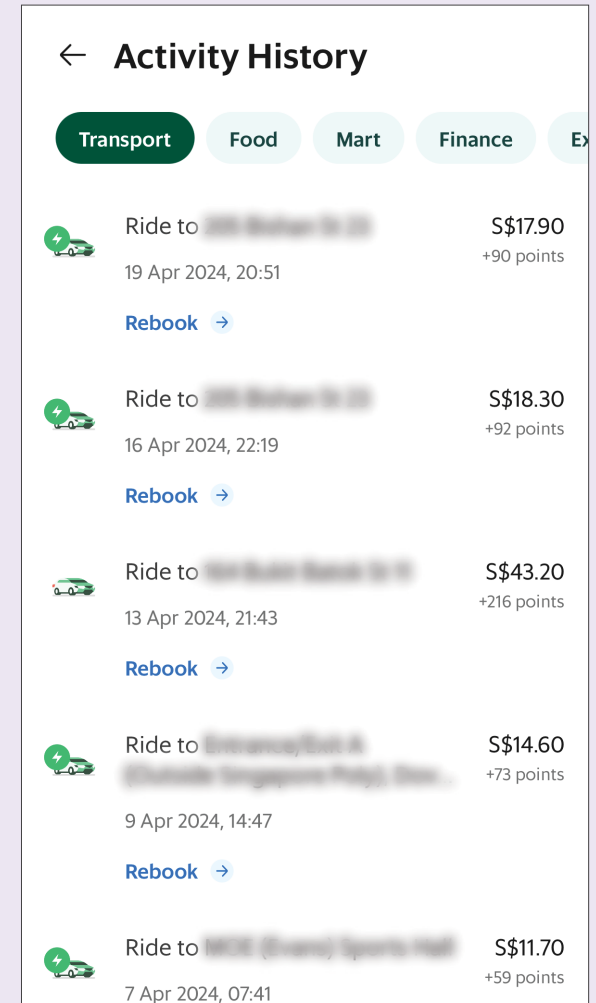 Activity History
Transport Food Mart Finance Ex
Ride to S$17.90
+90 points
19 Apr 2024, 20:51
Rebook
Ride to S$18.30
+92 points
16 Apr 2024, 22:19
Rebook
Ride to S$43.20
+216 points
13 Apr 2024, 21:43
Rebook
Ride to S$14.60
+73 points
9 Apr 2024, 14:47
Rebook
Ride to S$11.70
+59 points
7 Apr 2024, 07:41